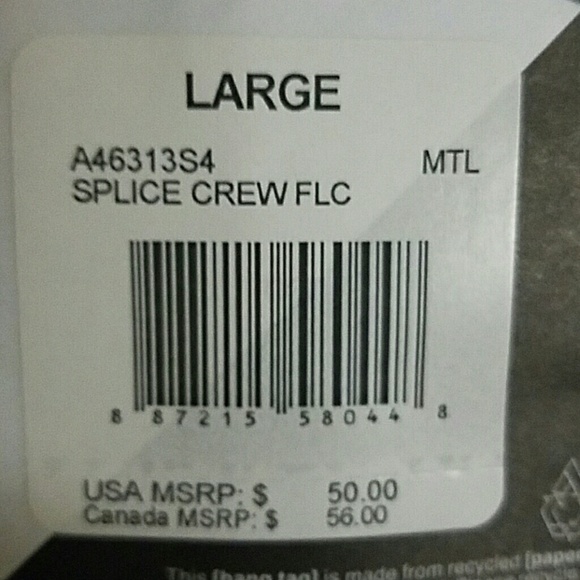 LARGE
A46313S4 MTL
SPLICE CREW FLC
8 87215 58044 8
USA MSRP: $ 50.00
Canada MSRP: $ 56.00
This [hang tag] is made from recycled [paper